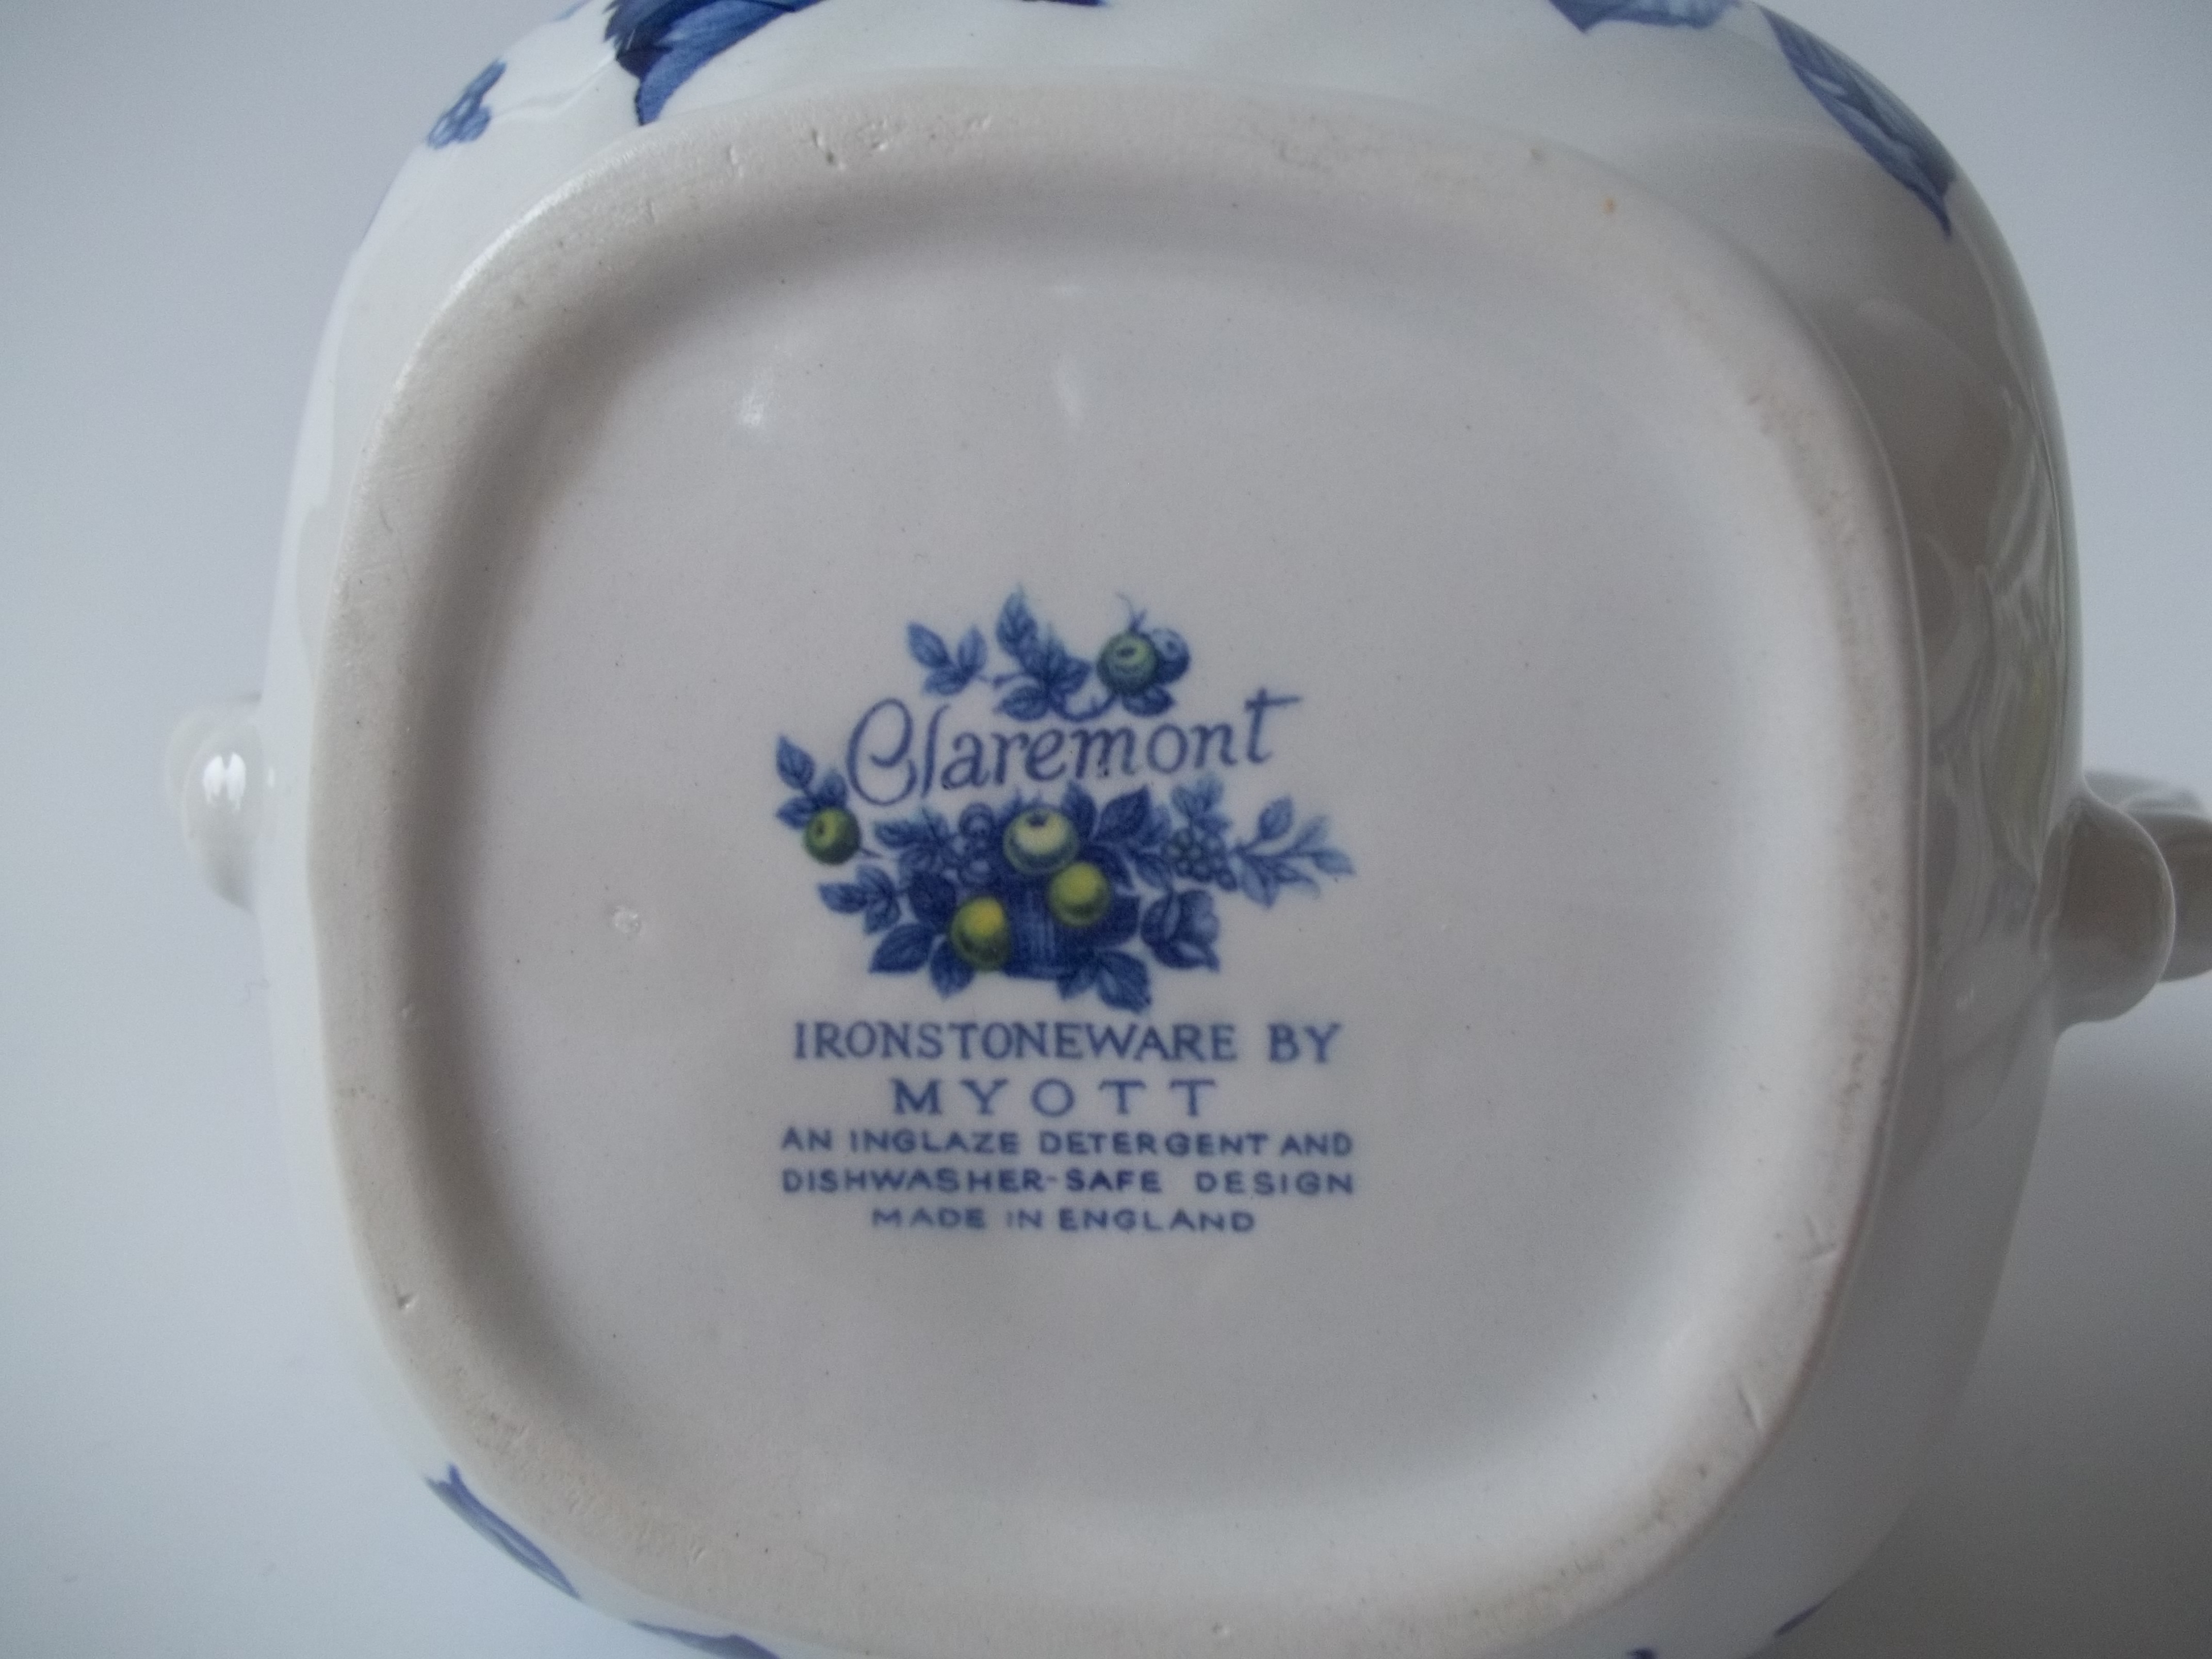 Claremont
IRONSTONEWARE BY
MYOTT
AN INGLAZE DETERGENT AND
DISHWASHER-SAFE DESIGN
MADE IN ENGLAND